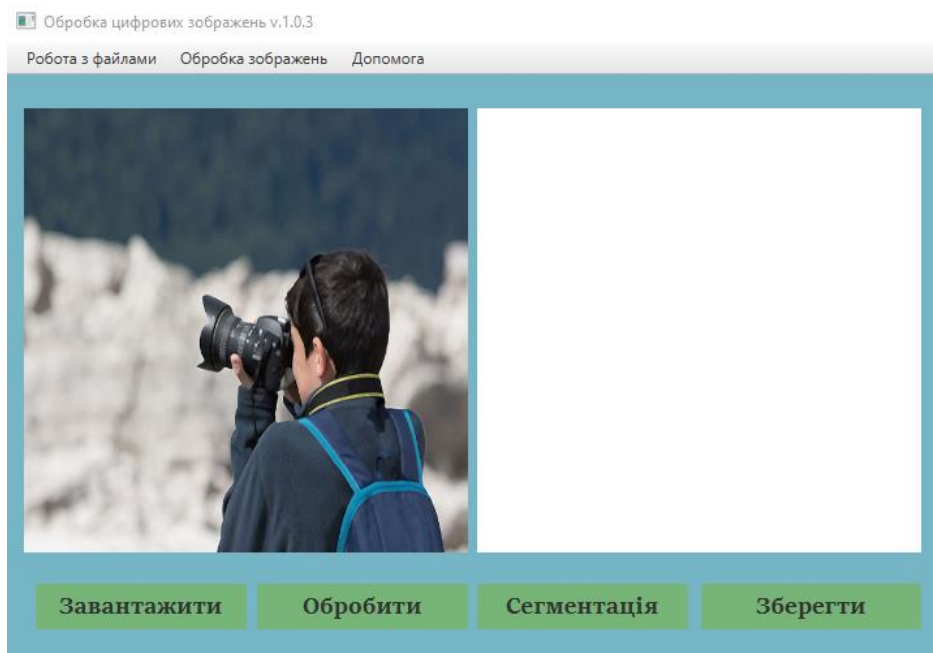 Обробка цифрових зображень v.1.0.3
Робота з файлами Обробка зображень Допомога
Завантажити Обробити Сегментація Зберегти